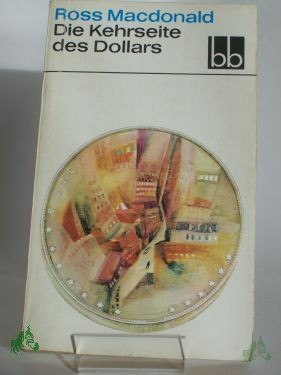 Ross Macdonald
Die Kehrseite
des Dollars
bb